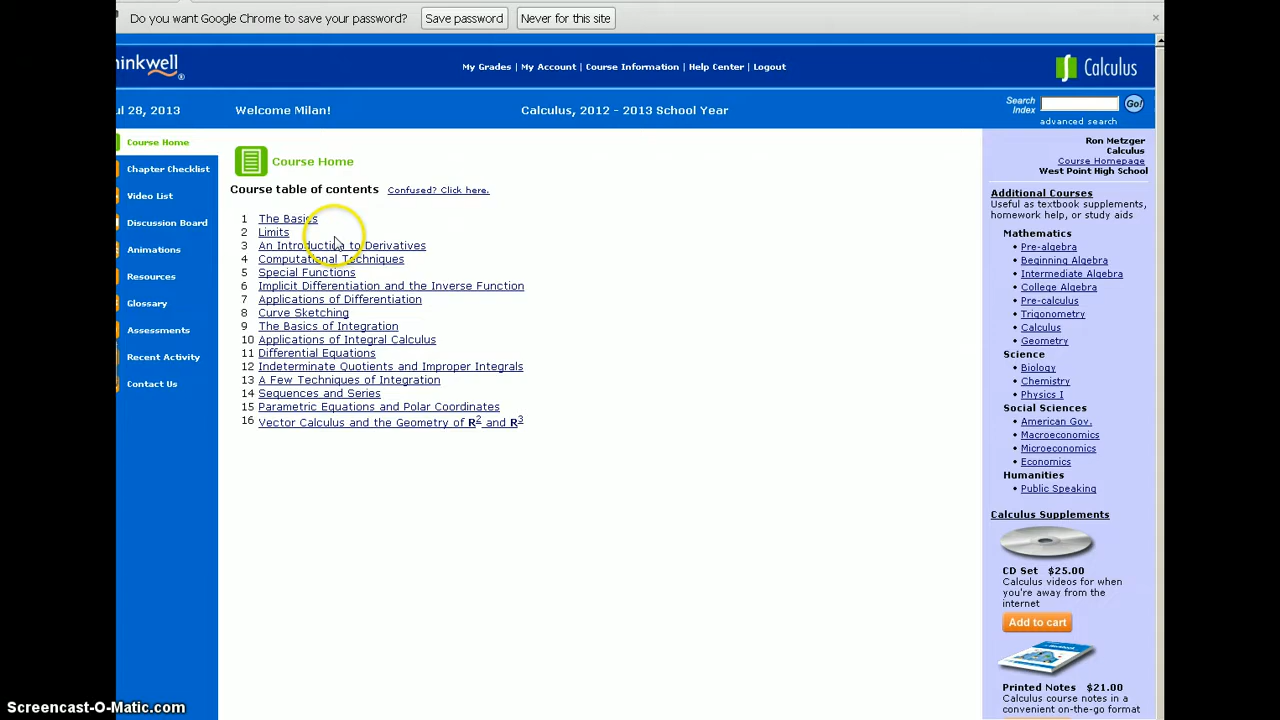 Do you want Google Chrome to save your password? Save password Never for this site
hinkwell®
My Grades | My Account | Course Information | Help Center | Logout
Calculus
ul 28, 2013 Welcome Milan! Calculus, 2012 - 2013 School Year
Search Index Go!
advanced search
Course Home
Chapter Checklist
Video List
Discussion Board
Animations
Resources
Glossary
Assessments
Recent Activity
Contact Us
Course Home
Course table of contents Confused? Click here.
1 The Basics
2 Limits
3 An Introduction to Derivatives
4 Computational Techniques
5 Special Functions
6 Implicit Differentiation and the Inverse Function
7 Applications of Differentiation
8 Curve Sketching
9 The Basics of Integration
10 Applications of Integral Calculus
11 Differential Equations
12 Indeterminate Quotients and Improper Integrals
13 A Few Techniques of Integration
14 Sequences and Series
15 Parametric Equations and Polar Coordinates
16 Vector Calculus and the Geometry of R2 and R3
Ron Metzger
Calculus
Course Homepage
West Point High School
Additional Courses
Useful as textbook supplements,
homework help, or study aids
Mathematics
• Pre-algebra
• Beginning Algebra
• Intermediate Algebra
• College Algebra
• Pre-calculus
• Trigonometry
• Calculus
• Geometry
Science
• Biology
• Chemistry
• Physics I
Social Sciences
• American Gov.
• Macroeconomics
• Microeconomics
• Economics
Humanities
• Public Speaking
Calculus Supplements
CD Set $25.00
Calculus videos for when
you're away from the
internet
Add to cart
Printed Notes $21.00
Calculus course notes in a
convenient on-the-go format
Screencast-O-Matic.com